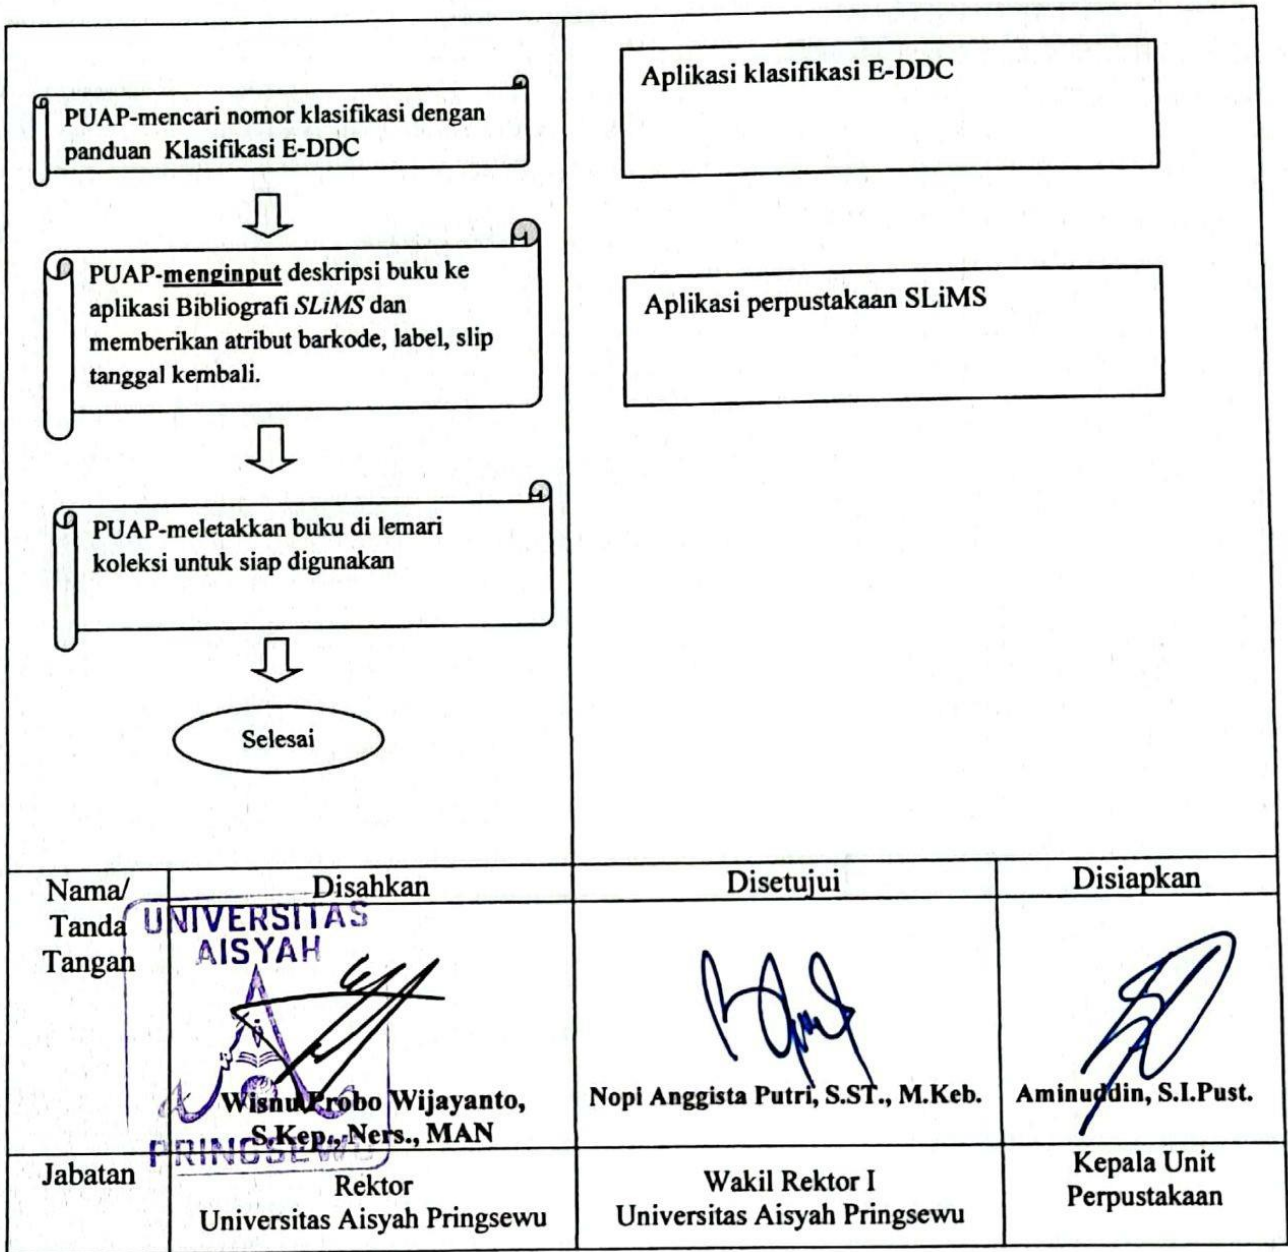 PUAP-mencari nomor klasifikasi dengan
panduan Klasifikasi E-DDC
Aplikasi klasifikasi E-DDC
PUAP-menginput deskripsi buku ke
aplikasi Bibliografi SLiMS dan
memberikan atribut barkode, label, slip
tanggal kembali.
Aplikasi perpustakaan SLiMS
PUAP-meletakkan buku di lemari
koleksi untuk siap digunakan
Selesai
Nama/
Tanda
Tangan
Disahkan
UNIVERSITAS
AISYAH
PRINGSEWU
Wisnu Probo Wijayanto,
S.Kep., Ners., MAN
Disetujui
Nopi Anggista Putri, S.ST., M.Keb.
Disiapkan
Aminuddin, S.I.Pust.
Jabatan
Rektor
Universitas Aisyah Pringsewu
Wakil Rektor I
Universitas Aisyah Pringsewu
Kepala Unit
Perpustakaan